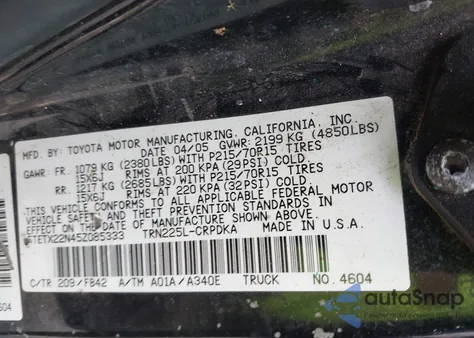 MFD. BY: TOYOTA MOTOR MANUFACTURING, CALIFORNIA, INC.
DATE 04/05 GVWR: 2199 KG (4850LBS)
GAWR: FR. 1079 KG (2380LBS) WITH P215/70R15 TIRES
15X6J RIMS AT 200 KPA (29PSI) COLD.
RR. 1217 KG (2685LBS) WITH P215/70R15 TIRES
15X6J RIMS AT 220 KPA (32PSI) COLD.
THIS VEHICLE CONFORMS TO ALL APPLICABLE FEDERAL MOTOR
VEHICLE SAFETY AND THEFT PREVENTION STANDARDS IN
EFFECT ON THE DATE OF MANUFACTURE SHOWN ABOVE.
5TETX22N45Z085333 TRN225L-CRPDKA MADE IN U.S.A.
C/TR 209/FB42 A/TM A01A/A340E TRUCK NO. 4604
604
autoSnap